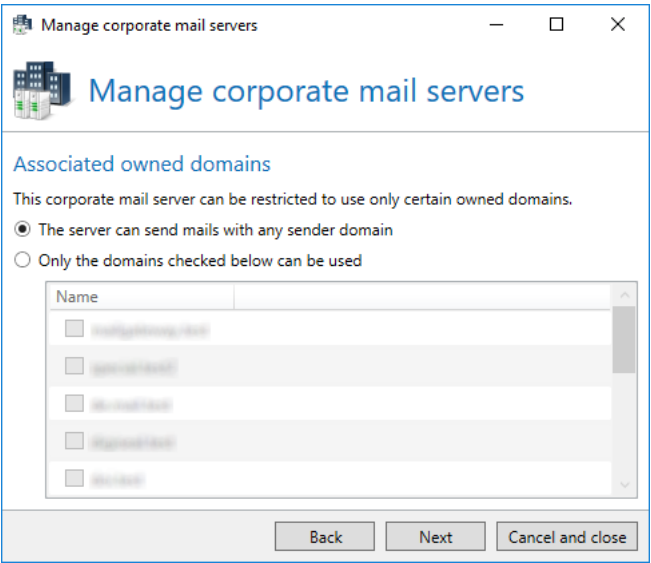 Manage corporate mail servers
Manage corporate mail servers
Associated owned domains
This corporate mail server can be restricted to use only certain owned domains.
The server can send mails with any sender domain
Only the domains checked below can be used
Name
Back Next Cancel and close